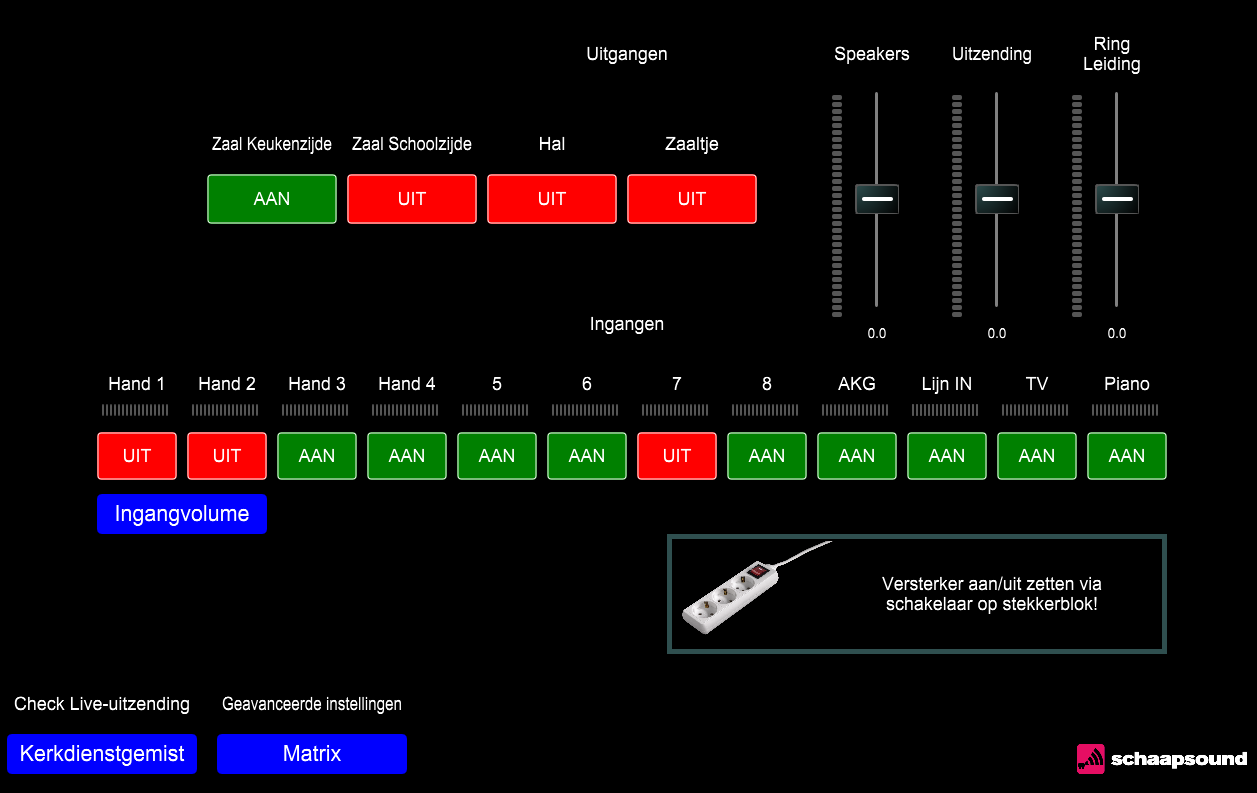 Uitgangen
Speakers
Uitzending
Ring
Leiding
Zaal Keukenzijde
Zaal Schoolzijde
Hal
Zaaltje
AAN
UIT
UIT
UIT
0.0
0.0
0.0
Ingangen
Hand 1
Hand 2
Hand 3
Hand 4
5
6
7
8
AKG
Lijn IN
TV
Piano
UIT
UIT
AAN
AAN
AAN
AAN
UIT
AAN
AAN
AAN
AAN
AAN
Ingangvolume
Versterker aan/uit zetten via
schakelaar op stekkerblok!
Check Live-uitzending
Geavanceerde instellingen
Kerkdienstgemist
Matrix
schaapsound